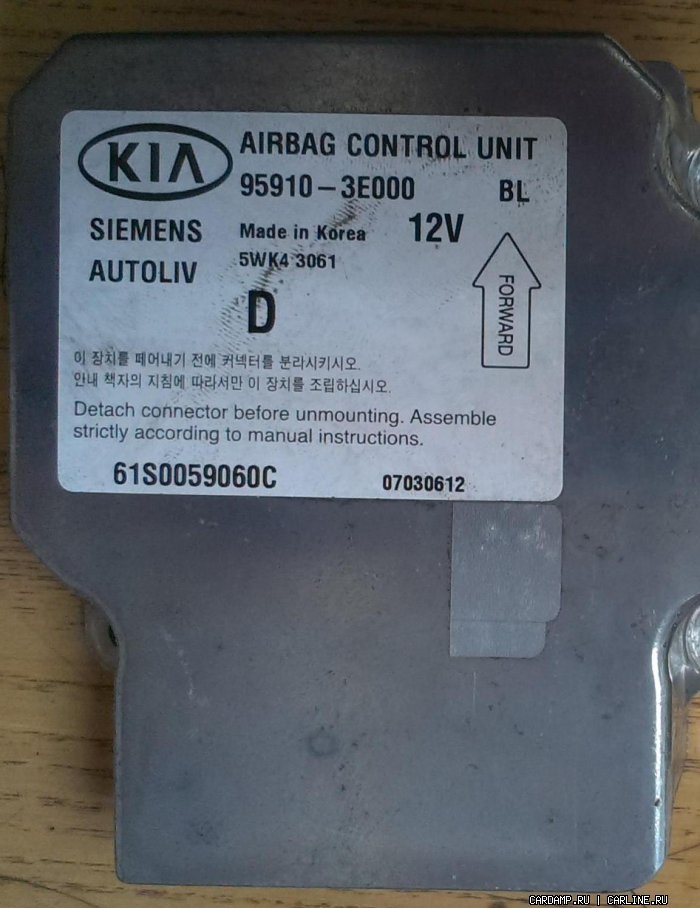 KIA AIRBAG CONTROL UNIT
95910-3E000 BL
SIEMENS Made in Korea 12V
AUTOLIV 5WK4 3061
FORWARD
D
이 장치를 떼어내기 전에 커넥터를 분리시키시오.
안내 책자의 지침에 따라서만 이 장치를 조립하십시오.
Detach connector before unmounting. Assemble
strictly according to manual instructions.
61S0059060C 07030612
CARDAMP.RU | CARLINE.RU